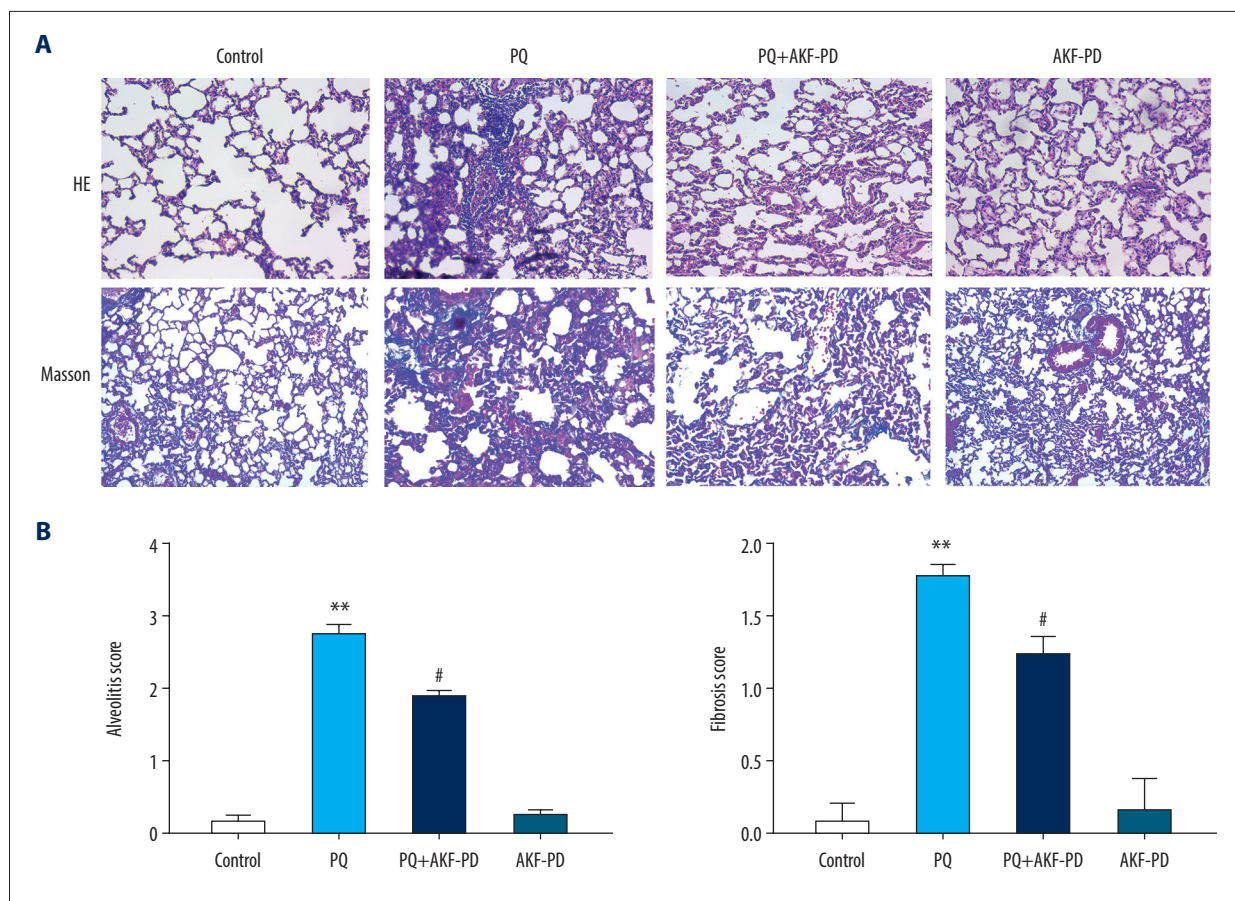 A
Control PQ PQ+AKF-PD AKF-PD
HE
Masson
B
4
3
2
1
0
Alveolitis score
**
#
Control PQ PQ+AKF-PD AKF-PD
2.0
1.5
1.0
0.5
0.0
Fibrosis score
**
#
Control PQ PQ+AKF-PD AKF-PD